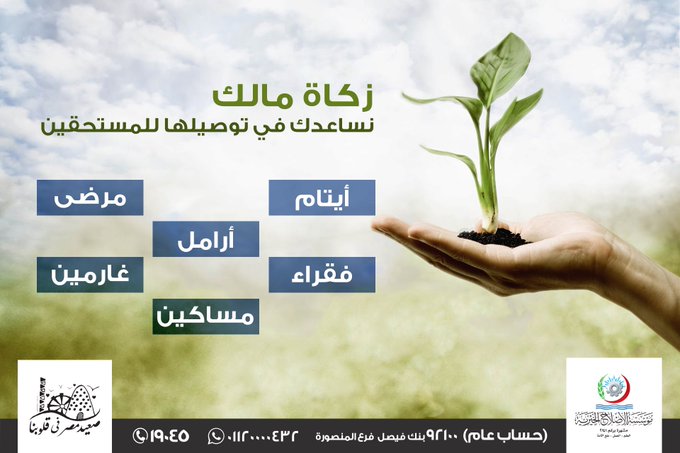 زكاة مالك
نساعدك في توصيلها للمستحقين
أيتام
مرضى
أرامل
فقراء
غارمين
مساكين
مؤسسة الإصلاح الخيرية
صعيد مصر في قلوبنا
(حساب عام) ٩٢١٠٠ بنك فيصل فرع المنصورة
٠١١٢٠٠٠٠٤٣٢
١٩٠٤٥